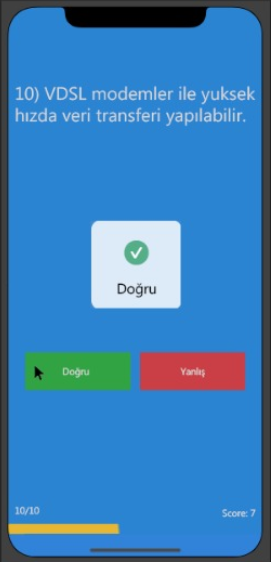 10) VDSL modemler ile yuksek
hızda veri transferi yapılabilir.
Doğru
Doğru
Yanlış
10/10
Score: 7